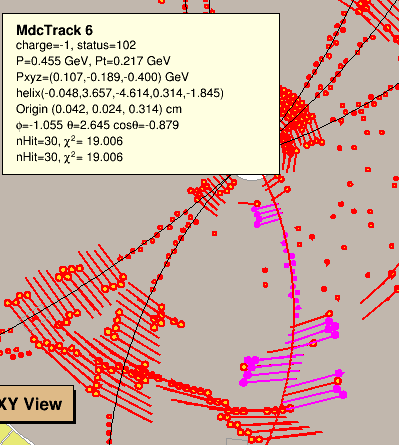 MdcTrack 6
charge=-1, status=102
P=0.455 GeV, Pt=0.217 GeV
Pxyz=(0.107,-0.189,-0.400) GeV
helix(-0.048,3.657,-4.614,0.314,-1.845)
Origin (0.042, 0.024, 0.314) cm
ϕ=-1.055 θ=2.645 cosθ=-0.879
nHit=30, χ²= 19.006
nHit=30, χ²= 19.006
XY View